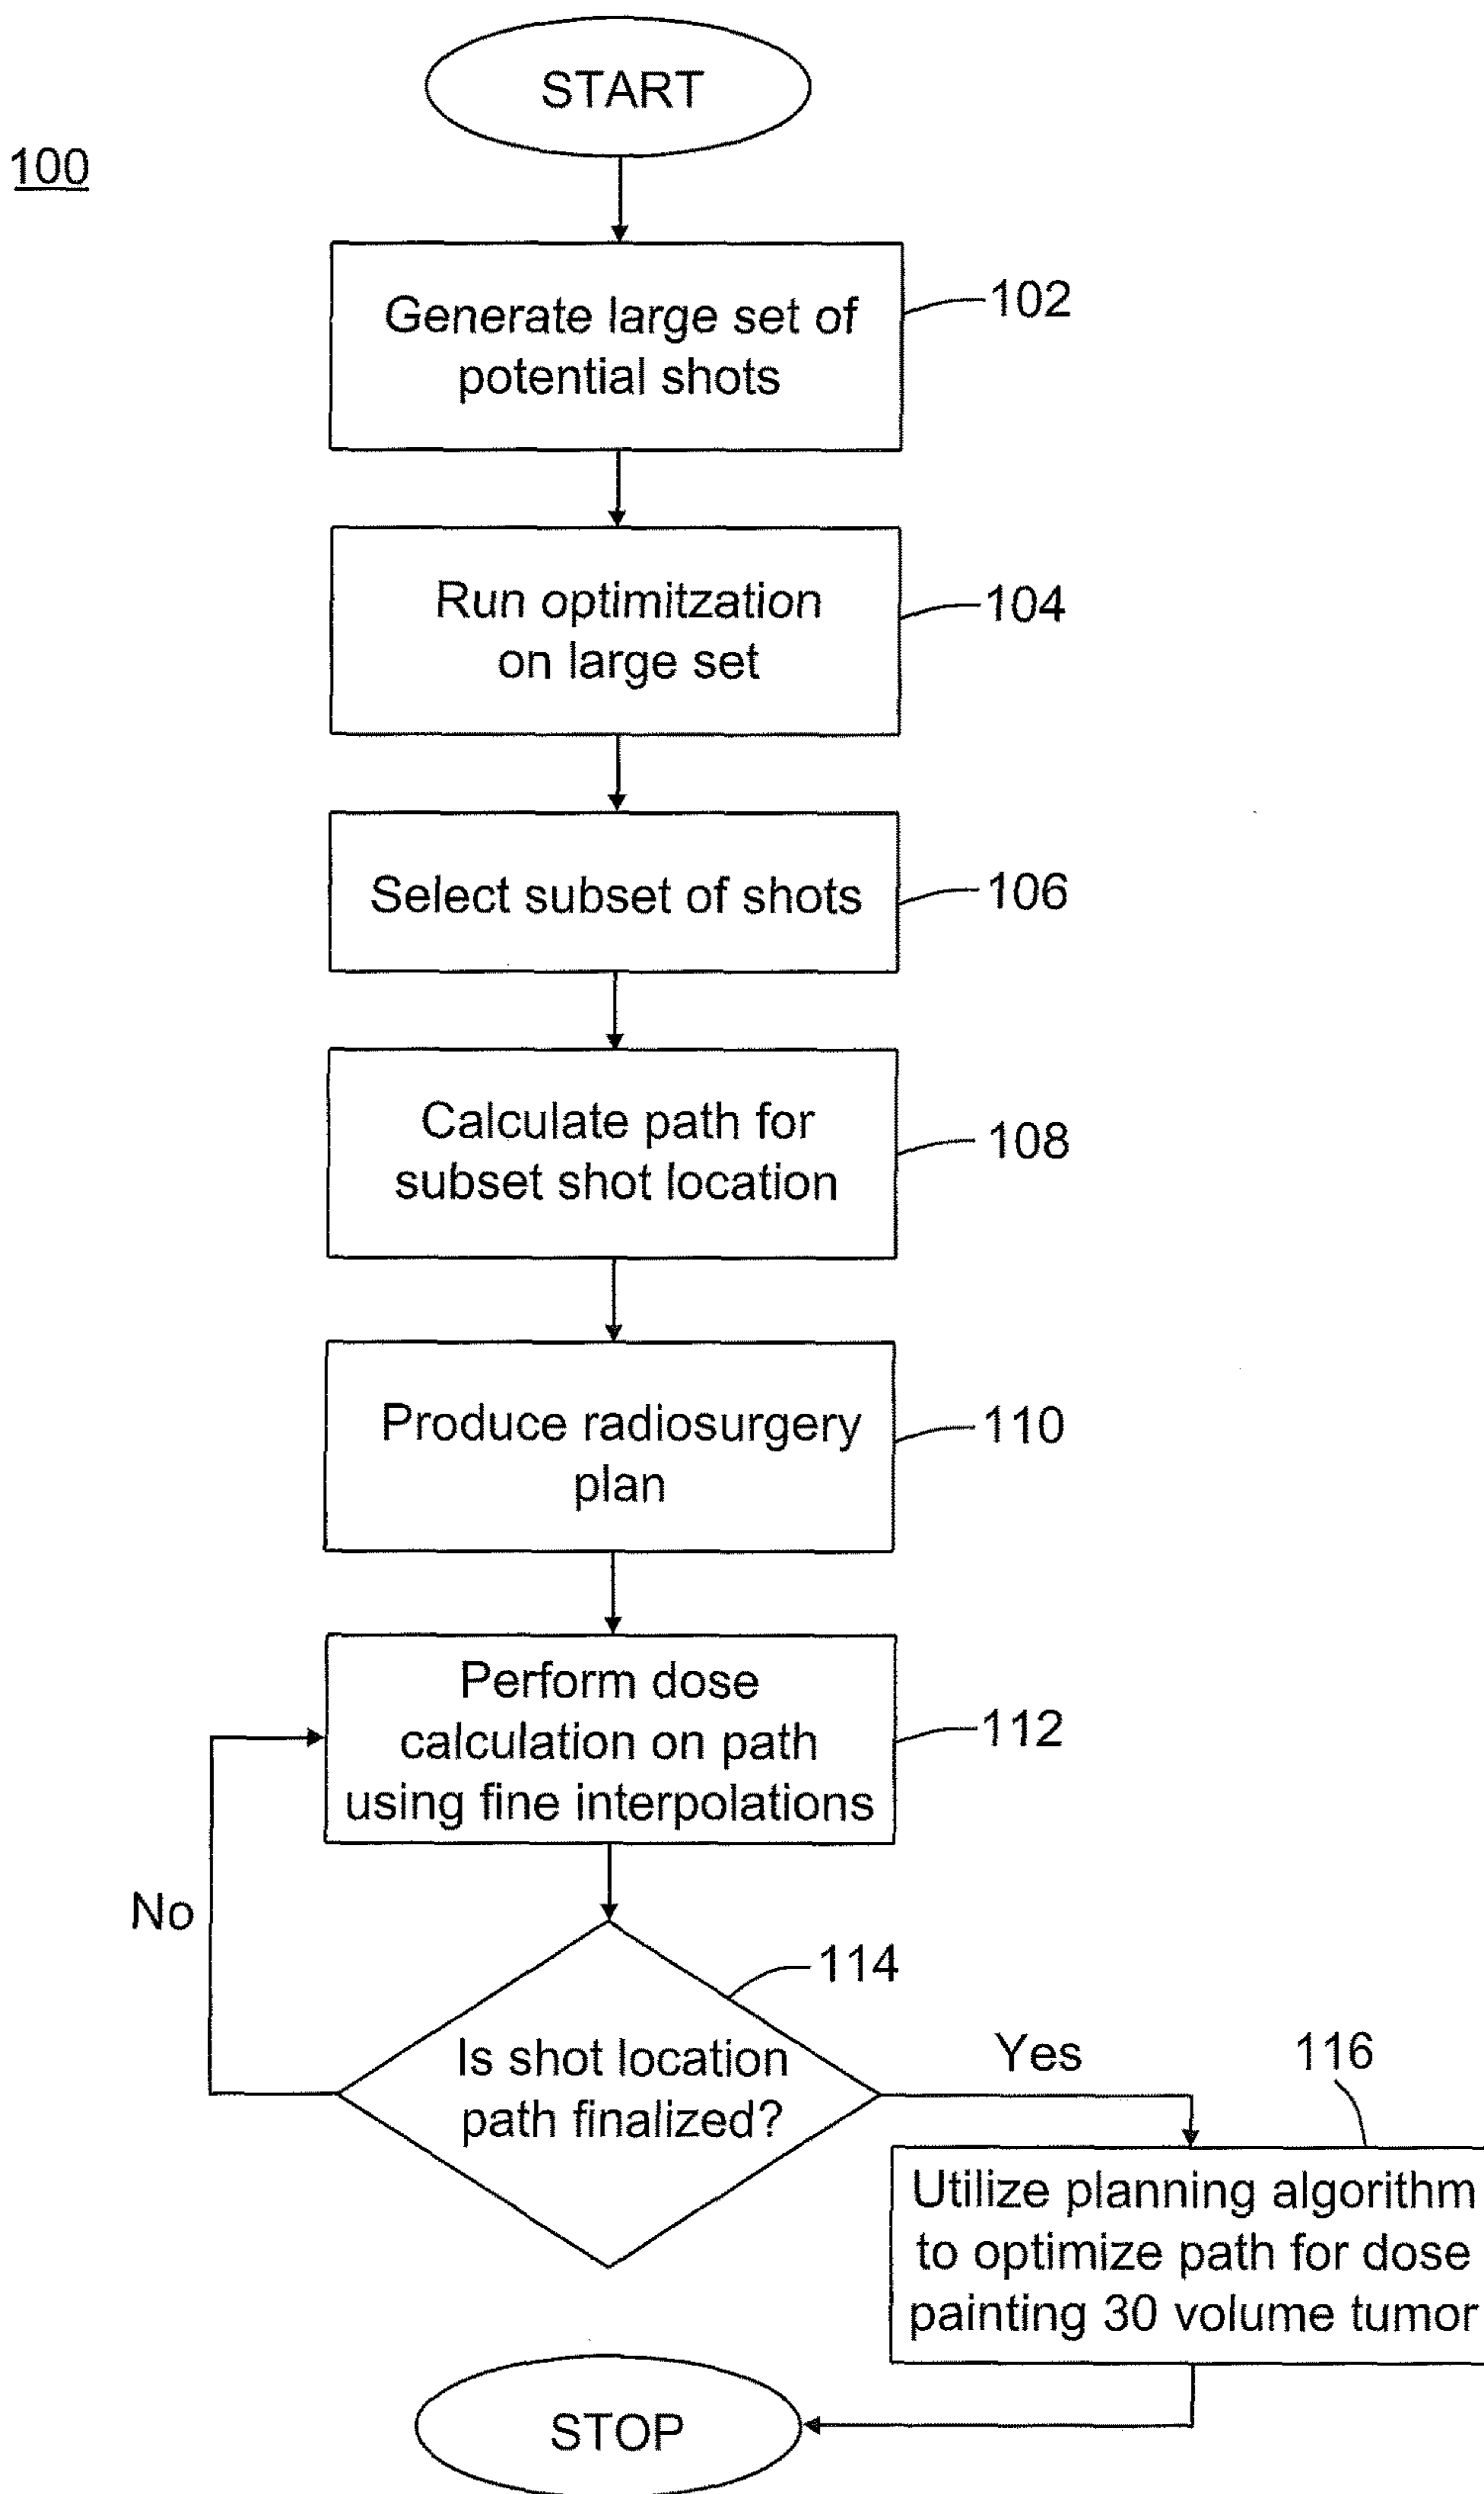 START
100
Generate large set of
potential shots
102
Run optimitzation
on large set
104
Select subset of shots
106
Calculate path for
subset shot location
108
Produce radiosurgery
plan
110
Perform dose
calculation on path
using fine interpolations
112
No
114
Is shot location
path finalized?
Yes
116
Utilize planning algorithm
to optimize path for dose
painting 30 volume tumor
STOP